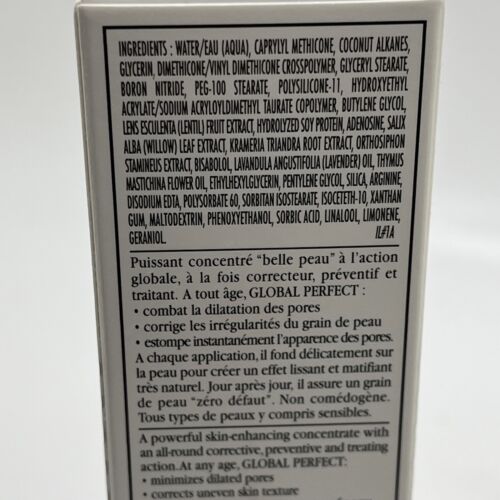 INGREDIENTS : WATER/EAU (AQUA), CAPRYLYL METHICONE, COCONUT ALKANES,
GLYCERIN, DIMETHICONE/VINYL DIMETHICONE CROSSPOLYMER, GLYCERYL STEARATE,
BORON NITRIDE, PEG-100 STEARATE, POLYSILICONE-11, HYDROXYETHYL
ACRYLATE/SODIUM ACRYLOYLDIMETHYL TAURATE COPOLYMER, BUTYLENE GLYCOL,
LENS ESCULENTA (LENTIL) FRUIT EXTRACT, HYDROLYZED SOY PROTEIN, ADENOSINE, SALIX
ALBA (WILLOW) LEAF EXTRACT, KRAMERIA TRIANDRA ROOT EXTRACT, ORTHOSIPHON
STAMINEUS EXTRACT, BISABOLOL, LAVANDULA ANGUSTIFOLIA (LAVENDER) OIL, THYMUS
MASTICHINA FLOWER OIL, ETHYLHEXYLGLYCERIN, PENTYLENE GLYCOL, SILICA, ARGININE,
DISODIUM EDTA, POLYSORBATE 60, SORBITAN ISOSTEARATE, ISOCETETH-10, XANTHAN
GUM, MALTODEXTRIN, PHENOXYETHANOL, SORBIC ACID, LINALOOL, LIMONENE,
GERANIOL. IL#1A
Puissant concentré "belle peau" à l'action
globale, à la fois correcteur, préventif et
traitant. A tout âge, GLOBAL PERFECT :
• combat la dilatation des pores
• corrige les irrégularités du grain de peau
• estompe instantanément l'apparence des pores.
A chaque application, il fond délicatement sur
la peau pour créer un effet lissant et matifiant
très naturel. Jour après jour, il assure un grain
de peau "zéro défaut". Non comédogène.
Tous types de peaux y compris sensibles.
A powerful skin-enhancing concentrate with
an all-round corrective, preventive and treating
action. At any age, GLOBAL PERFECT :
• minimizes dilated pores
• corrects uneven skin texture